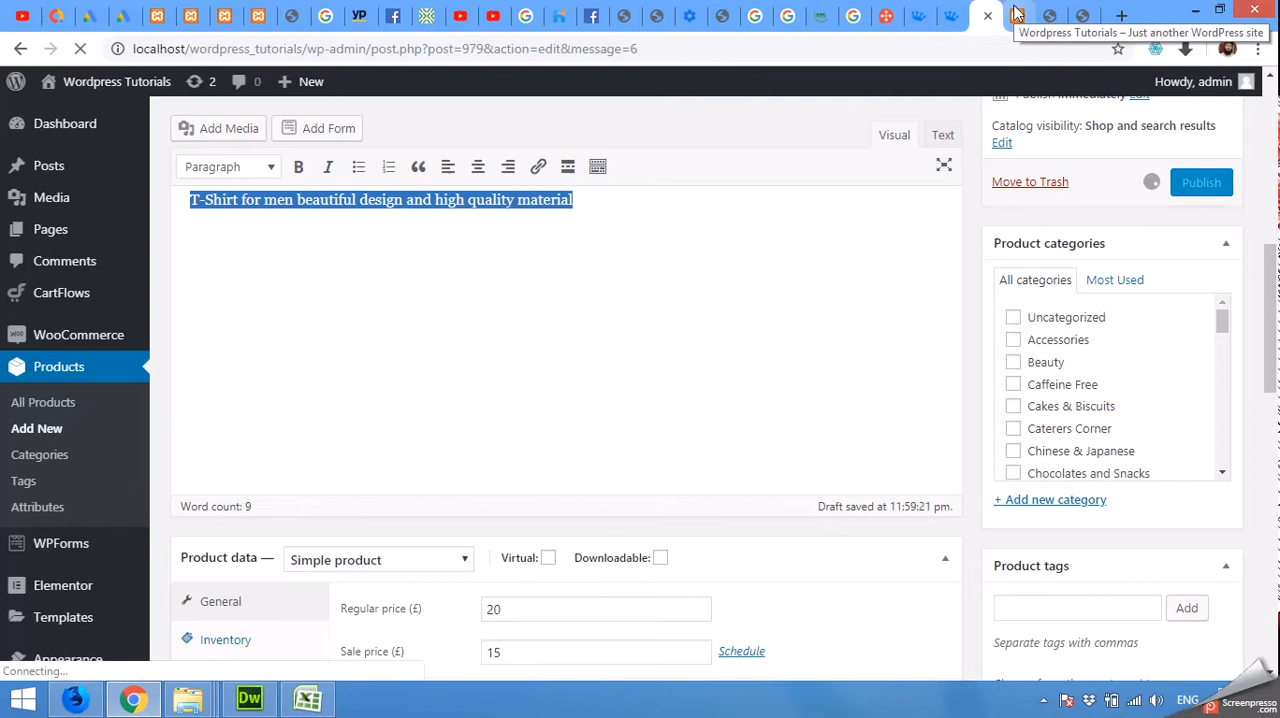 Wordpress Tutorials – Just another WordPress site
localhost/wordpress_tutorials/wp-admin/post.php?post=979&action=edit&message=6
Wordpress Tutorials
2
0
New
Howdy, admin
Dashboard
Posts
Media
Pages
Comments
CartFlows
WooCommerce
Products
All Products
Add New
Categories
Tags
Attributes
WPForms
Elementor
Templates
Appearance
Add Media
Add Form
Visual
Text
Paragraph
B
I
T-Shirt for men beautiful design and high quality material
Word count: 9
Draft saved at 11:59:21 pm.
Product data —
Simple product
Virtual:
Downloadable:
General
Regular price (£)
20
Inventory
Sale price (£)
15
Schedule
Publish immediately Edit
Catalog visibility: Shop and search results
Edit
Move to Trash
Publish
Product categories
All categories
Most Used
Uncategorized
Accessories
Beauty
Caffeine Free
Cakes & Biscuits
Caterers Corner
Chinese & Japanese
Chocolates and Snacks
+ Add new category
Product tags
Add
Separate tags with commas
Connecting...
Dw
ENG
Screenpresso
.com